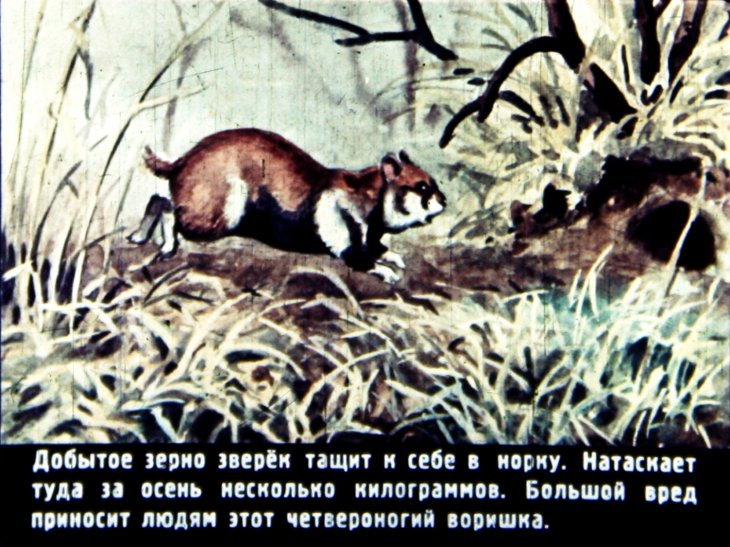 Добытое зерно зверёк тащит к себе в норку. Натаскает
туда за осень несколько килограммов. Большой вред
приносит людям этот четвероногий воришка.